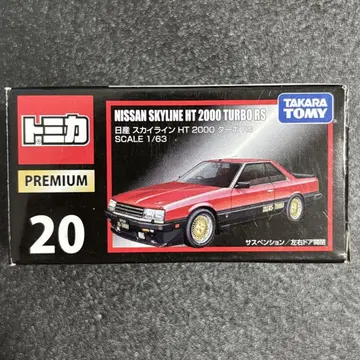 トミカ
PREMIUM
20
NISSAN SKYLINE HT 2000 TURBO RS
日産 スカイライン HT 2000 ターボ RS
SCALE 1/63
TAKARA
TOMY
サスペンション／左右ドア開閉